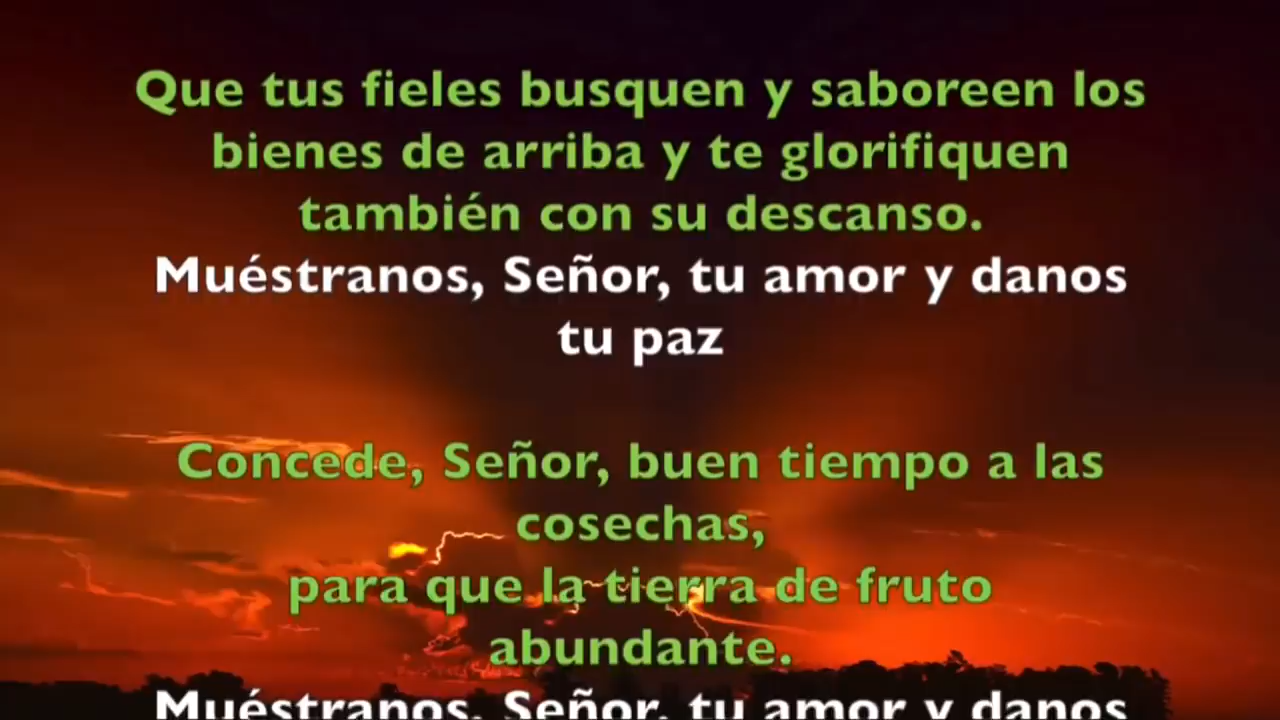 Que tus fieles busquen y saboreen los
bienes de arriba y te glorifiquen
también con su descanso.
Muéstranos, Señor, tu amor y danos
tu paz
Concede, Señor, buen tiempo a las
cosechas,
para que la tierra de fruto
abundante.
Muéstranos, Señor, tu amor y danos